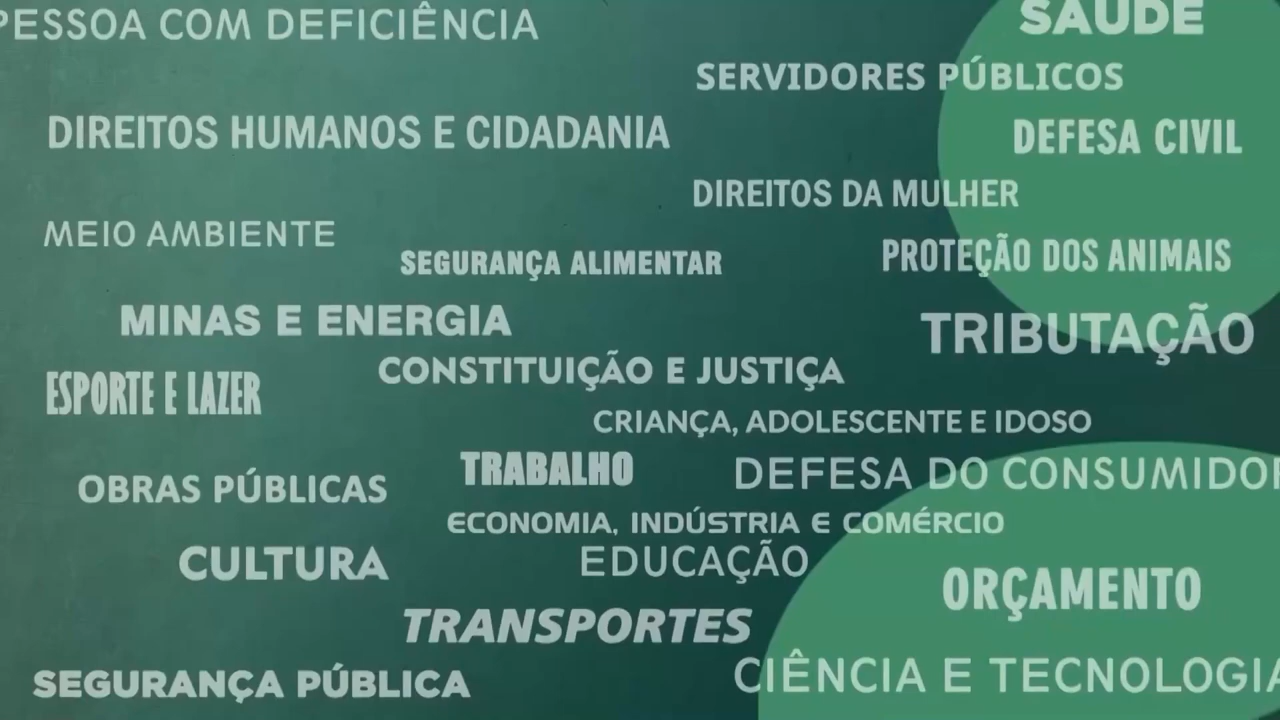 PESSOA COM DEFICIÊNCIA
SAÚDE
SERVIDORES PÚBLICOS
DIREITOS HUMANOS E CIDADANIA
DEFESA CIVIL
DIREITOS DA MULHER
MEIO AMBIENTE
SEGURANÇA ALIMENTAR
PROTEÇÃO DOS ANIMAIS
MINAS E ENERGIA
TRIBUTAÇÃO
CONSTITUIÇÃO E JUSTIÇA
ESPORTE E LAZER
CRIANÇA, ADOLESCENTE E IDOSO
TRABALHO
DEFESA DO CONSUMIDOR
OBRAS PÚBLICAS
ECONOMIA, INDÚSTRIA E COMÉRCIO
CULTURA
EDUCAÇÃO
ORÇAMENTO
TRANSPORTES
CIÊNCIA E TECNOLOGIA
SEGURANÇA PÚBLICA